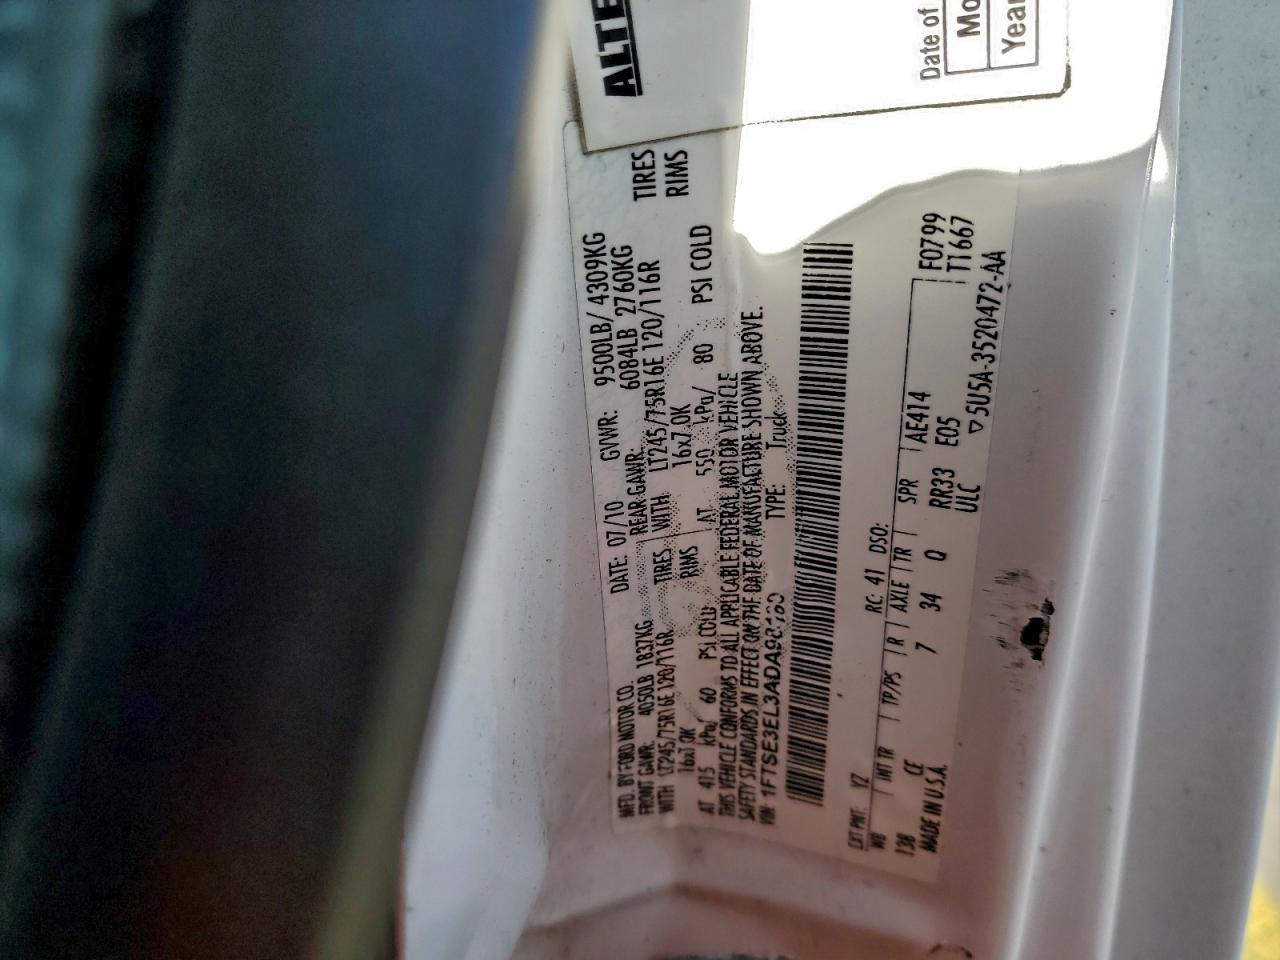 ALTE
Date of
Mo
Year
MFD. BY FORD MOTOR CO.
DATE: 07/10 GVWR: 9500LB/ 4309KG
FRONT GAWR: 4050LB 1837KG REAR GAWR: 6084LB 2760KG
WITH LT245/75R16E 120/116R TIRES WITH LT245/75R16E 120/116R TIRES
16x7.0K RIMS 16x7.0K RIMS
AT 415 kPa/ 60 PSI COLD AT 550 kPa/ 80 PSI COLD
THIS VEHICLE CONFORMS TO ALL APPLICABLE FEDERAL MOTOR VEHICLE
SAFETY STANDARDS IN EFFECT ON THE DATE OF MANUFACTURE SHOWN ABOVE.
VIN: TYPE: Truck
F0799
T1667
EXT PNT: YZ RC: 41 DSO:
WB INT TR TP/PS R AXLE TR SPR AE414
138 CE 7 34 Q RR33 E05
MADE IN U.S.A. ULC
▽5U5A-3520472-AA